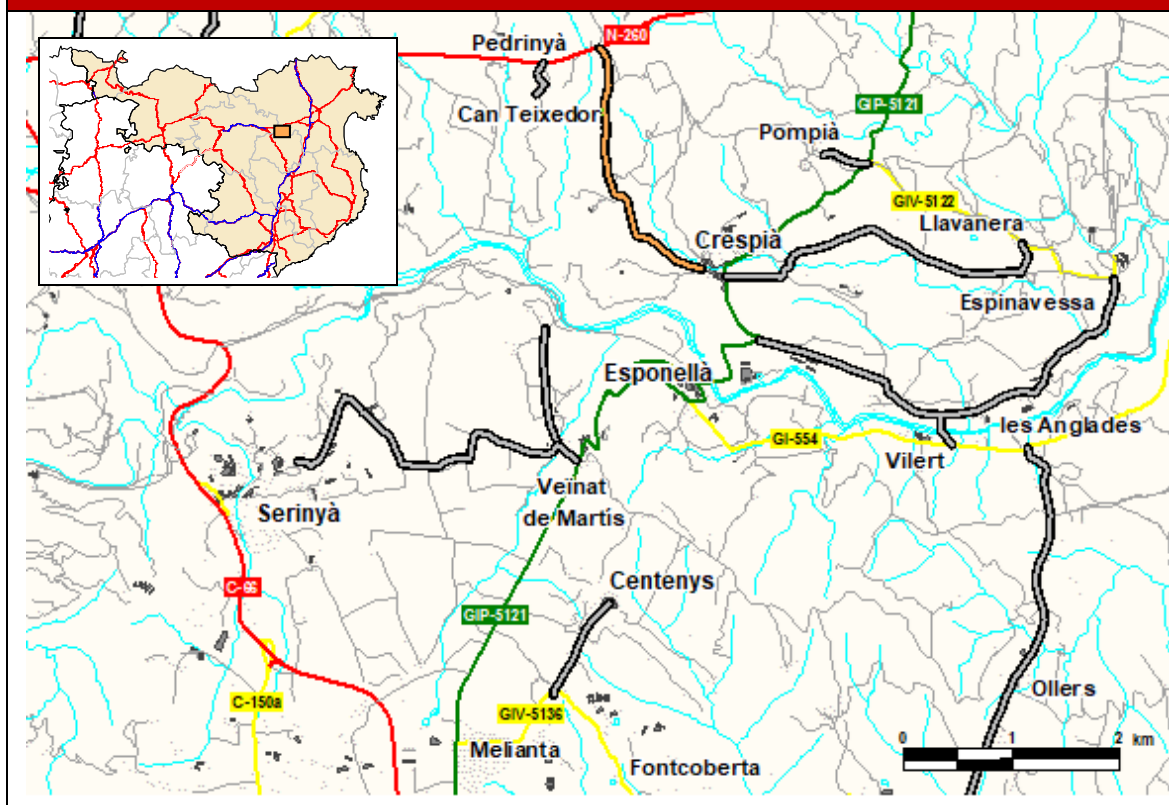 N-260
Pedrinyà
Can Teixedor
GIP-5121
Pompià
GIV-5122
Llavanera
Crespià
Espinavessa
Esponellà
les Anglades
GI-554
Vilert
Veïnat
de Martís
Serinyà
Centenys
C-66
GIP-5121
Ollers
C-150a
GIV-5136
Melianta
Fontcoberta
0 1 2 km